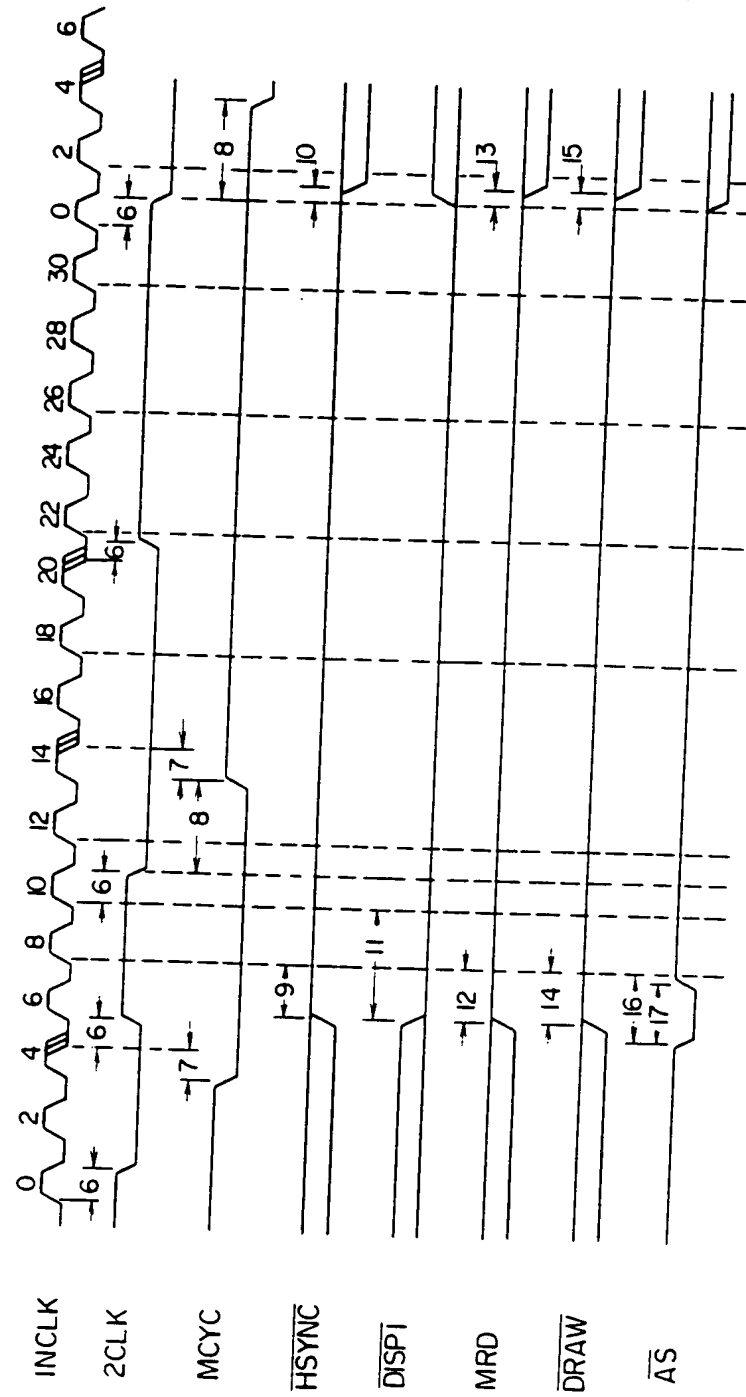 INCLK 0 2 4 6 8 10 12 14 16 18 20 22 24 26 28 30 0 2 4 6
2CLK 6 6 6 6 6
MCYC 7 8 7 8
HSYNC 9 10
DISP1 11
MRD 12 13
DRAW 14 15
AS 16
17